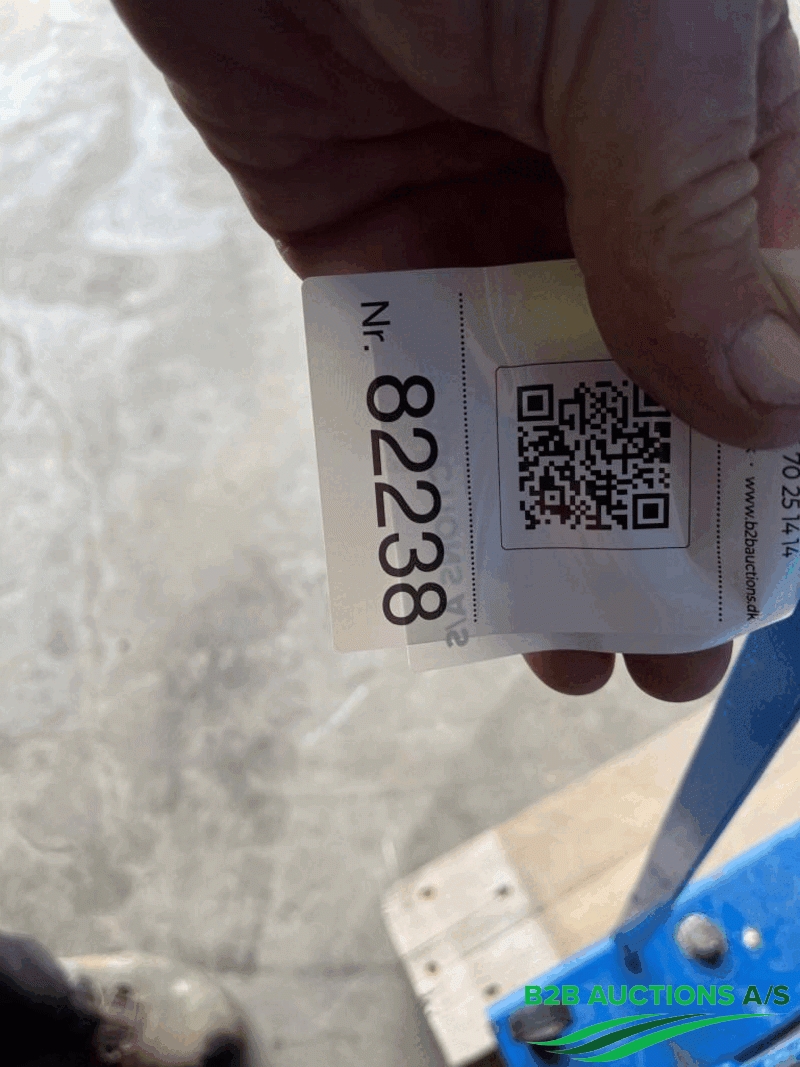 Nr. 82238
70 25 14 14
www.b2bauctions.dk
B2B AUCTIONS A/S